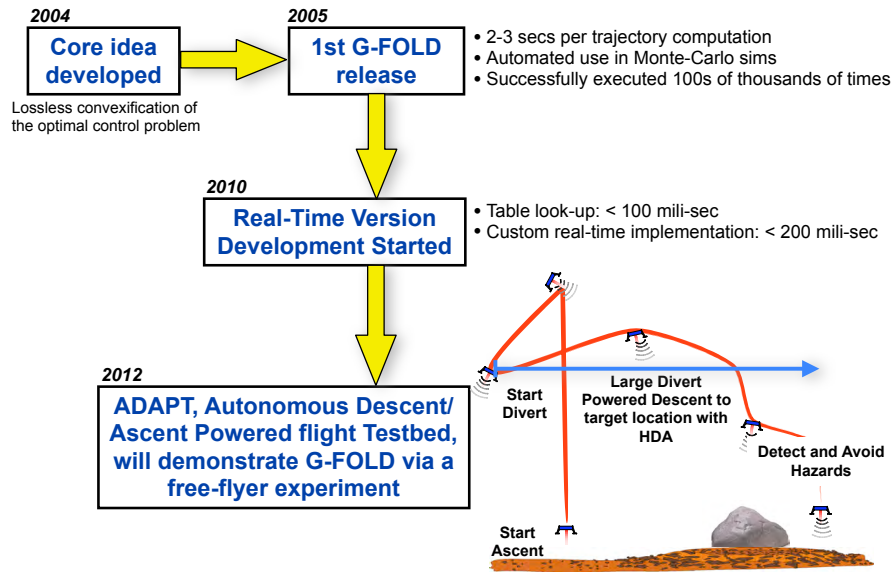 2004
Core idea
developed
Lossless convexification of
the optimal control problem
2005
1st G-FOLD
release
• 2-3 secs per trajectory computation
• Automated use in Monte-Carlo sims
• Successfully executed 100s of thousands of times
2010
Real-Time Version
Development Started
• Table look-up: < 100 mili-sec
• Custom real-time implementation: < 200 mili-sec
2012
ADAPT, Autonomous Descent/
Ascent Powered flight Testbed,
will demonstrate G-FOLD via a
free-flyer experiment
Start
Divert
Large Divert
Powered Descent to
target location with
HDA
Detect and Avoid
Hazards
Start
Ascent